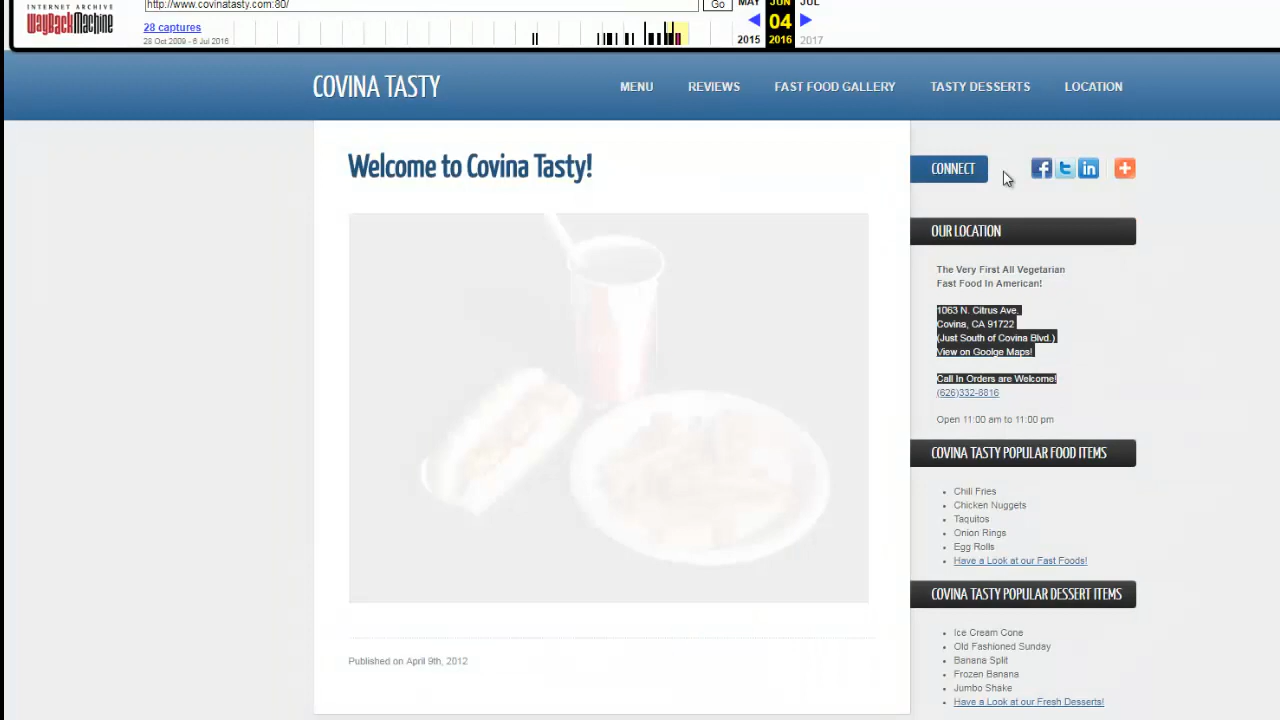 INTERNET ARCHIVE
WayBackMachine
http://www.covinatasty.com:80/
Go
28 captures
28 Oct 2009 - 6 Jul 2016
MAY JUN JUL
04
2015 2016 2017
COVINA TASTY
MENU REVIEWS FAST FOOD GALLERY TASTY DESSERTS LOCATION
Welcome to Covina Tasty!
Published on April 9th, 2012
CONNECT
OUR LOCATION
The Very First All Vegetarian
Fast Food In American!
1063 N. Citrus Ave.
Covina, CA 91722
(Just South of Covina Blvd.)
View on Goolge Maps!
Call In Orders are Welcome!
(626)332-8816
Open 11:00 am to 11:00 pm
COVINA TASTY POPULAR FOOD ITEMS
Chili Fries
Chicken Nuggets
Taquitos
Onion Rings
Egg Rolls
Have a Look at our Fast Foods!
COVINA TASTY POPULAR DESSERT ITEMS
Ice Cream Cone
Old Fashioned Sunday
Banana Split
Frozen Banana
Jumbo Shake
Have a Look at our Fresh Desserts!